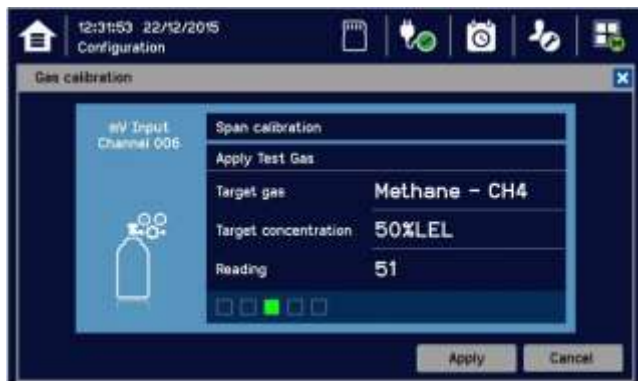 12:31:53 22/12/2015
Configuration
Gas calibration
mV Input
Channel 006
Span calibration
Apply Test Gas
Target gas Methane - CH4
Target concentration 50%LEL
Reading 51
Apply Cancel